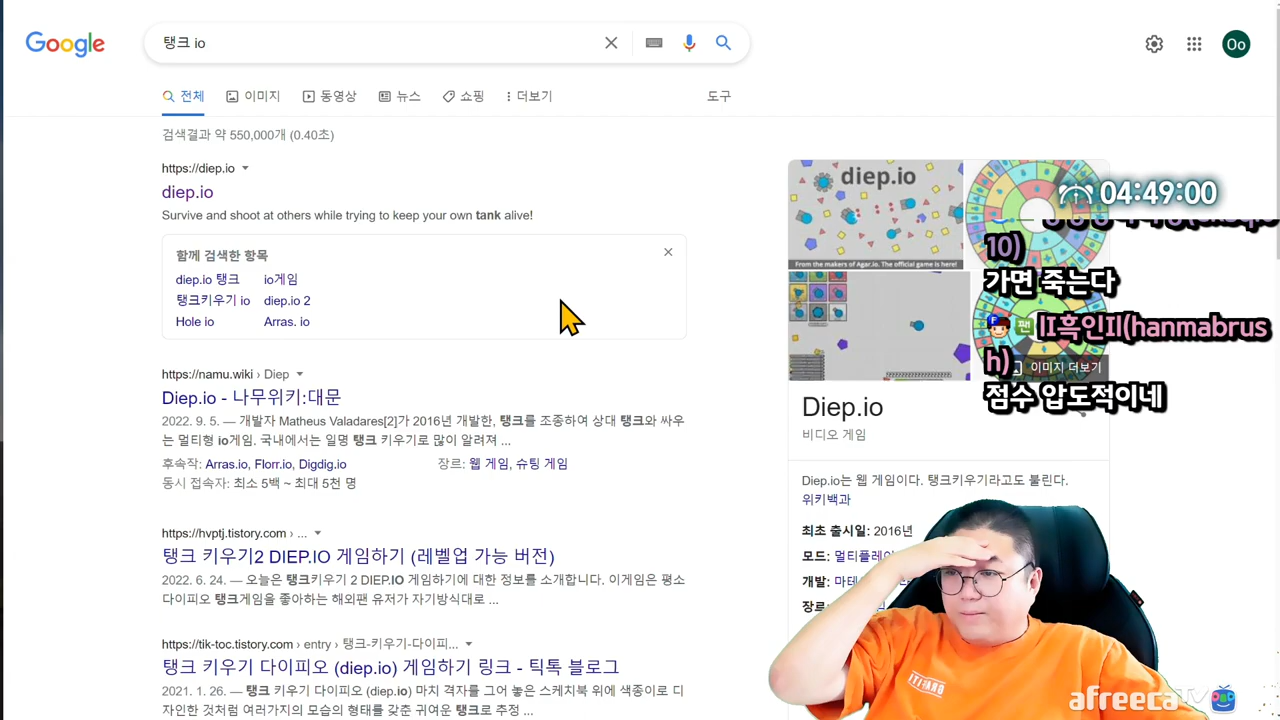 Google
탱크 io
Oo
전체
이미지
동영상
뉴스
쇼핑
더보기
도구
검색결과 약 550,000개 (0.40초)
https://diep.io
diep.io
Survive and shoot at others while trying to keep your own tank alive!
함께 검색한 항목
diep.io 탱크 io게임
탱크키우기 io diep.io 2
Hole io Arras. io
https://namu.wiki › Diep
Diep.io - 나무위키:대문
2022. 9. 5. — 개발자 Matheus Valadares[2]가 2016년 개발한, 탱크를 조종하여 상대 탱크와 싸우
는 멀티형 io게임. 국내에서는 일명 탱크 키우기로 많이 알려져 ...
후속작: Arras.io, Florr.io, Digdig.io 장르: 웹 게임, 슈팅 게임
동시 접속자: 최소 5백 ~ 최대 5천 명
https://hvptj.tistory.com › ...
탱크 키우기2 DIEP.IO 게임하기 (레벨업 가능 버전)
2022. 6. 24. — 오늘은 탱크키우기 2 DIEP.IO 게임하기에 대한 정보를 소개합니다. 이게임은 평소
다이피오 탱크게임을 좋아하는 해외팬 유저가 자기방식대로 ...
https://tik-toc.tistory.com › entry › 탱크-키우기-다이피...
탱크 키우기 다이피오 (diep.io) 게임하기 링크 - 틱톡 블로그
2021. 1. 26. — 탱크 키우기 다이피오 (diep.io) 마치 격자를 그어 놓은 스케치북 위에 색종이로 디
자인한 것처럼 여러가지의 모습의 형태를 갖춘 귀여운 탱크로 주은 ...
diep.io
From the makers of Agar.io. The official game is here!
이미지 더보기
Diep.io
비디오 게임
Diep.io는 웹 게임이다. 탱크키우기라고도 불린다.
위키백과
최초 출시일: 2016년
모드: 멀티플레이
개발: 마테
장르:
04:49:00
10)
가면 죽는다
F 팬 II흑인II(hanmabrus
h)
점수 압도적이네
afreecaTV